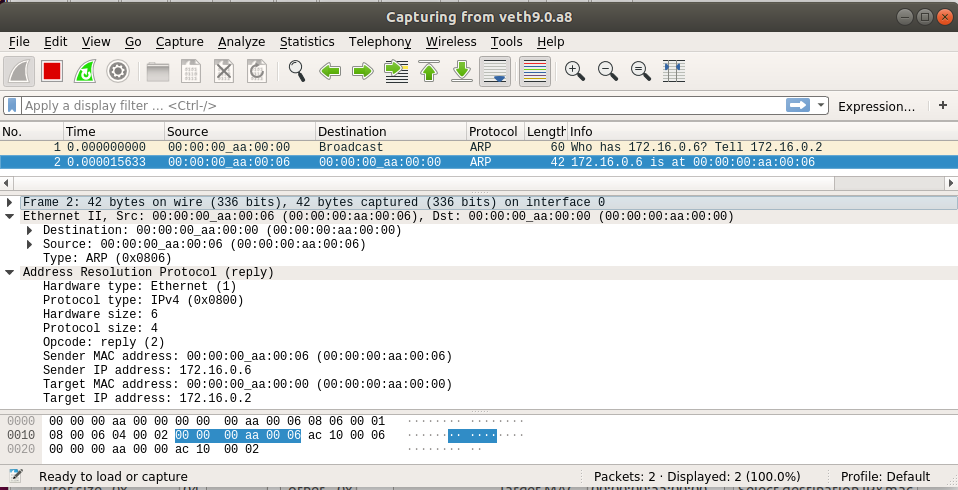 Capturing from veth9.0.a8
File Edit View Go Capture Analyze Statistics Telephony Wireless Tools Help
Apply a display filter ... <Ctrl-/> Expression... +
No. Time Source Destination Protocol Length Info
1 0.000000000 00:00:00_aa:00:00 Broadcast ARP 60 Who has 172.16.0.6? Tell 172.16.0.2
2 0.000015633 00:00:00_aa:00:06 00:00:00_aa:00:00 ARP 42 172.16.0.6 is at 00:00:00:aa:00:06
Frame 2: 42 bytes on wire (336 bits), 42 bytes captured (336 bits) on interface 0
Ethernet II, Src: 00:00:00_aa:00:06 (00:00:00:aa:00:06), Dst: 00:00:00_aa:00:00 (00:00:00:aa:00:00)
Destination: 00:00:00_aa:00:00 (00:00:00:aa:00:00)
Source: 00:00:00_aa:00:06 (00:00:00:aa:00:06)
Type: ARP (0x0806)
Address Resolution Protocol (reply)
Hardware type: Ethernet (1)
Protocol type: IPv4 (0x0800)
Hardware size: 6
Protocol size: 4
Opcode: reply (2)
Sender MAC address: 00:00:00_aa:00:06 (00:00:00:aa:00:06)
Sender IP address: 172.16.0.6
Target MAC address: 00:00:00_aa:00:00 (00:00:00:aa:00:00)
Target IP address: 172.16.0.2
0000 00 00 00 aa 00 00 00 00 00 aa 00 06 08 06 00 01 ········ ········
0010 08 00 06 04 00 02 00 00 00 aa 00 06 ac 10 00 06 ········ ········
0020 00 00 00 aa 00 00 ac 10 00 02 ········ ··
Ready to load or capture Packets: 2 · Displayed: 2 (100.0%) Profile: Default